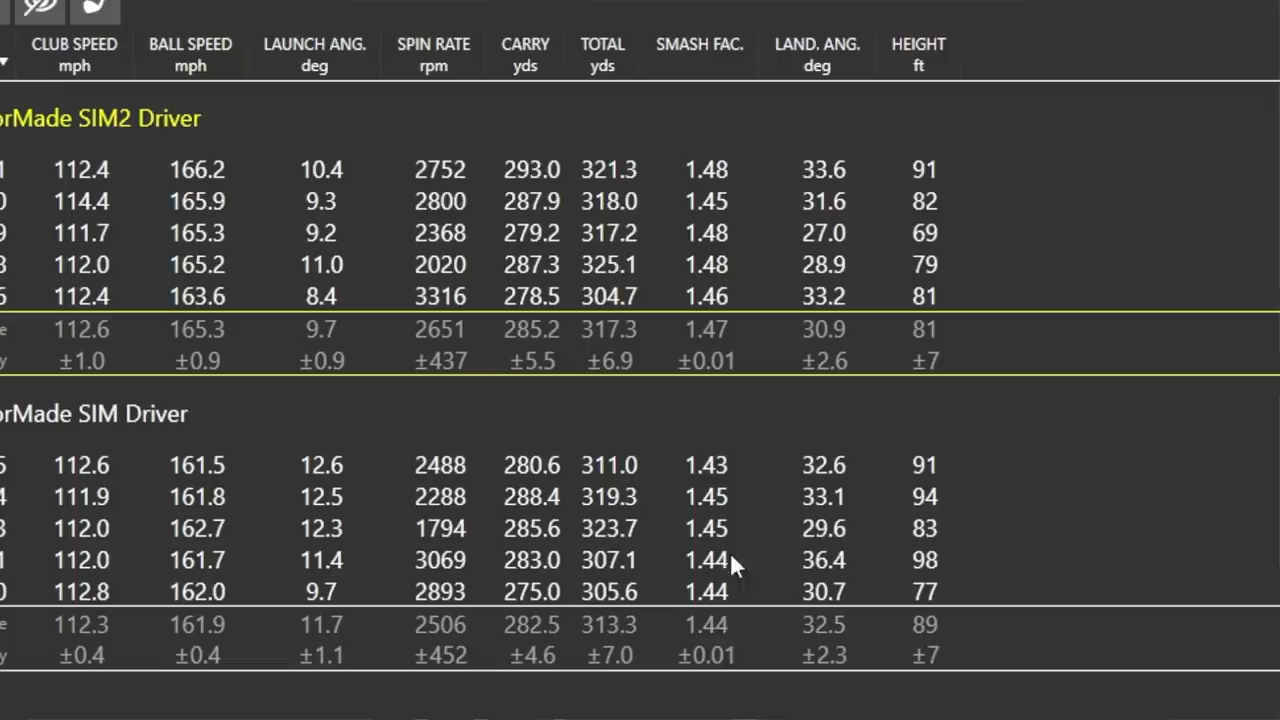 CLUB SPEED BALL SPEED LAUNCH ANG. SPIN RATE CARRY TOTAL SMASH FAC. LAND. ANG. HEIGHT
mph mph deg rpm yds yds deg ft
orMade SIM2 Driver
1 112.4 166.2 10.4 2752 293.0 321.3 1.48 33.6 91
0 114.4 165.9 9.3 2800 287.9 318.0 1.45 31.6 82
9 111.7 165.3 9.2 2368 279.2 317.2 1.48 27.0 69
8 112.0 165.2 11.0 2020 287.3 325.1 1.48 28.9 79
6 112.4 163.6 8.4 3316 278.5 304.7 1.46 33.2 81
e 112.6 165.3 9.7 2651 285.2 317.3 1.47 30.9 81
y ±1.0 ±0.9 ±0.9 ±437 ±5.5 ±6.9 ±0.01 ±2.6 ±7
orMade SIM Driver
5 112.6 161.5 12.6 2488 280.6 311.0 1.43 32.6 91
4 111.9 161.8 12.5 2288 288.4 319.3 1.45 33.1 94
3 112.0 162.7 12.3 1794 285.6 323.7 1.45 29.6 83
1 112.0 161.7 11.4 3069 283.0 307.1 1.44 36.4 98
0 112.8 162.0 9.7 2893 275.0 305.6 1.44 30.7 77
e 112.3 161.9 11.7 2506 282.5 313.3 1.44 32.5 89
y ±0.4 ±0.4 ±1.1 ±452 ±4.6 ±7.0 ±0.01 ±2.3 ±7